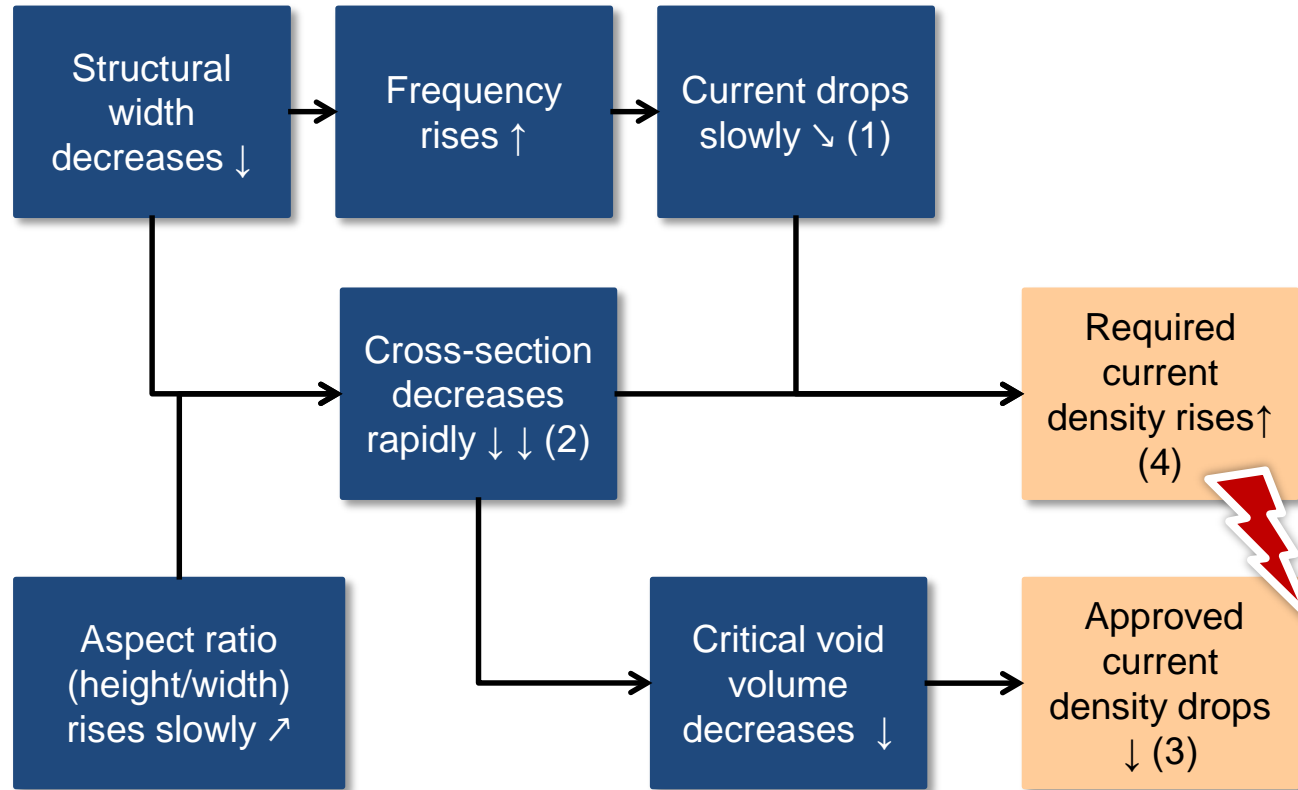 Structural
width
decreases ↓
Frequency
rises ↑
Current drops
slowly ↘ (1)
Cross-section
decreases
rapidly ↓ ↓ (2)
Required
current
density rises↑
(4)
Aspect ratio
(height/width)
rises slowly ↗
Critical void
volume
decreases ↓
Approved
current
density drops
↓ (3)